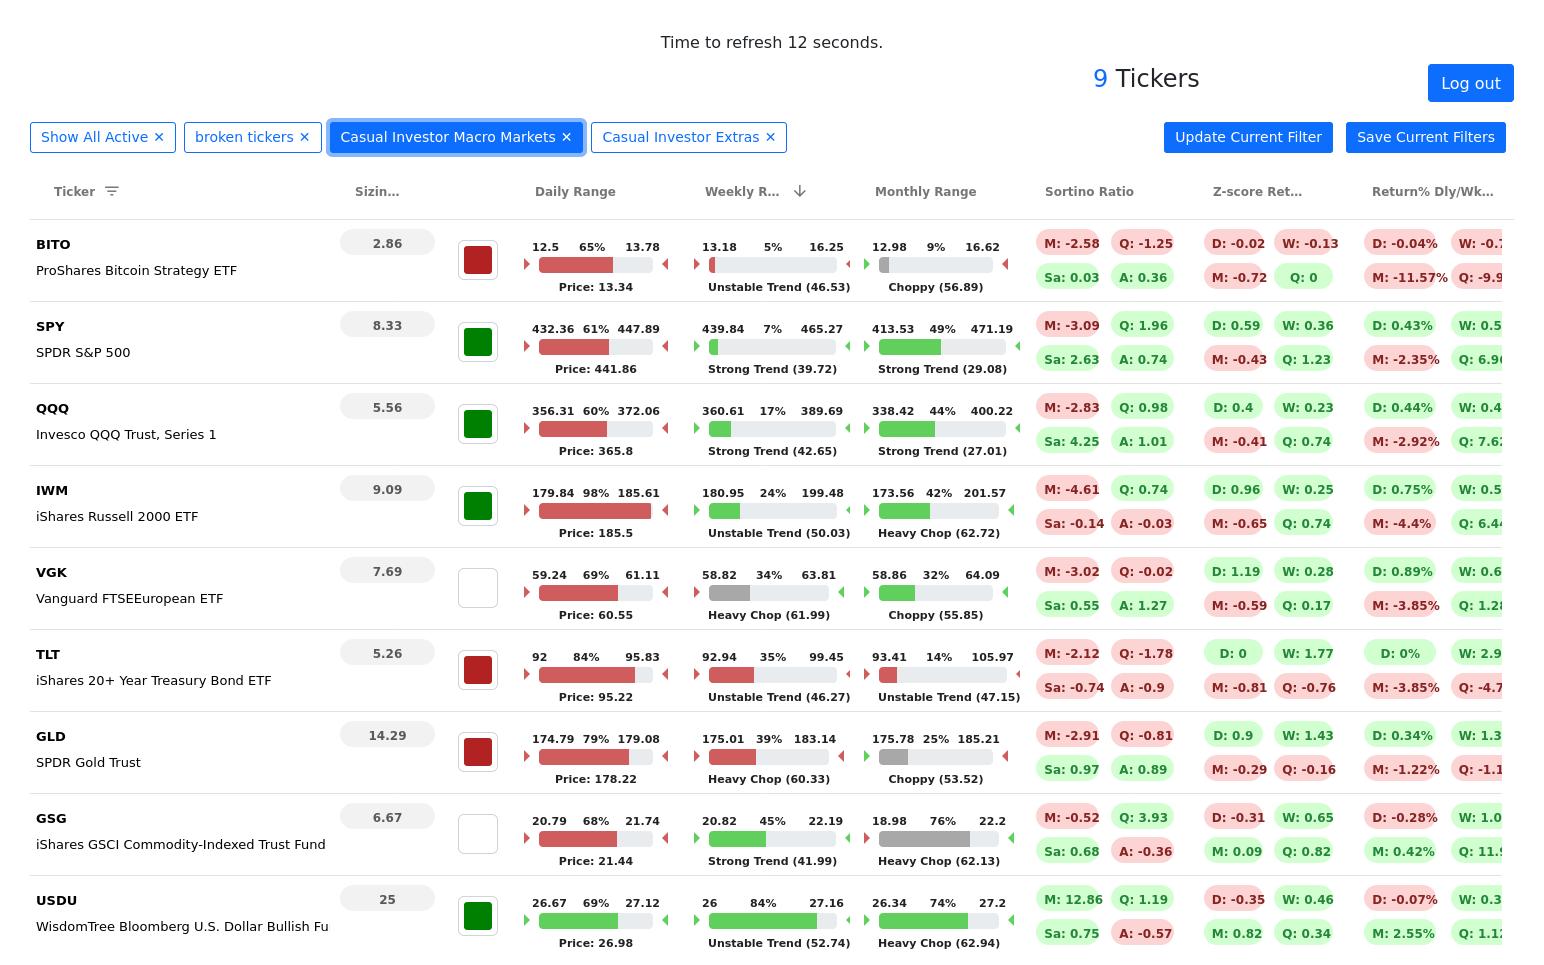 Time to refresh 12 seconds.
9 Tickers
Log out
Show All Active ✕ broken tickers ✕ Casual Investor Macro Markets ✕ Casual Investor Extras ✕ Update Current Filter Save Current Filters
Ticker Sizin... Daily Range Weekly R... Monthly Range Sortino Ratio Z-score Ret... Return% Dly/Wk...
BITO 2.86 12.5 65% 13.78 13.18 5% 16.25 12.98 9% 16.62 M: -2.58 Q: -1.25 D: -0.02 W: -0.13 D: -0.04% W: -0.7
ProShares Bitcoin Strategy ETF Sa: 0.03 A: 0.36 M: -0.72 Q: 0 M: -11.57% Q: -9.9
Price: 13.34 Unstable Trend (46.53) Choppy (56.89)
SPY 8.33 432.36 61% 447.89 439.84 7% 465.27 413.53 49% 471.19 M: -3.09 Q: 1.96 D: 0.59 W: 0.36 D: 0.43% W: 0.5
SPDR S&P 500 Sa: 2.63 A: 0.74 M: -0.43 Q: 1.23 M: -2.35% Q: 6.96
Price: 441.86 Strong Trend (39.72) Strong Trend (29.08)
QQQ 5.56 356.31 60% 372.06 360.61 17% 389.69 338.42 44% 400.22 M: -2.83 Q: 0.98 D: 0.4 W: 0.23 D: 0.44% W: 0.4
Invesco QQQ Trust, Series 1 Sa: 4.25 A: 1.01 M: -0.41 Q: 0.74 M: -2.92% Q: 7.62
Price: 365.8 Strong Trend (42.65) Strong Trend (27.01)
IWM 9.09 179.84 98% 185.61 180.95 24% 199.48 173.56 42% 201.57 M: -4.61 Q: 0.74 D: 0.96 W: 0.25 D: 0.75% W: 0.5
iShares Russell 2000 ETF Sa: -0.14 A: -0.03 M: -0.65 Q: 0.74 M: -4.4% Q: 6.44
Price: 185.5 Unstable Trend (50.03) Heavy Chop (62.72)
VGK 7.69 59.24 69% 61.11 58.82 34% 63.81 58.86 32% 64.09 M: -3.02 Q: -0.02 D: 1.19 W: 0.28 D: 0.89% W: 0.6
Vanguard FTSEEuropean ETF Sa: 0.55 A: 1.27 M: -0.59 Q: 0.17 M: -3.85% Q: 1.28
Price: 60.55 Heavy Chop (61.99) Choppy (55.85)
TLT 5.26 92 84% 95.83 92.94 35% 99.45 93.41 14% 105.97 M: -2.12 Q: -1.78 D: 0 W: 1.77 D: 0% W: 2.9
iShares 20+ Year Treasury Bond ETF Sa: -0.74 A: -0.9 M: -0.81 Q: -0.76 M: -3.85% Q: -4.7
Price: 95.22 Unstable Trend (46.27) Unstable Trend (47.15)
GLD 14.29 174.79 79% 179.08 175.01 39% 183.14 175.78 25% 185.21 M: -2.91 Q: -0.81 D: 0.9 W: 1.43 D: 0.34% W: 1.3
SPDR Gold Trust Sa: 0.97 A: 0.89 M: -0.29 Q: -0.16 M: -1.22% Q: -1.1
Price: 178.22 Heavy Chop (60.33) Choppy (53.52)
GSG 6.67 20.79 68% 21.74 20.82 45% 22.19 18.98 76% 22.2 M: -0.52 Q: 3.93 D: -0.31 W: 0.65 D: -0.28% W: 1.0
iShares GSCI Commodity-Indexed Trust Fund Sa: 0.68 A: -0.36 M: 0.09 Q: 0.82 M: 0.42% Q: 11.9
Price: 21.44 Strong Trend (41.99) Heavy Chop (62.13)
USDU 25 26.67 69% 27.12 26 84% 27.16 26.34 74% 27.2 M: 12.86 Q: 1.19 D: -0.35 W: 0.46 D: -0.07% W: 0.3
WisdomTree Bloomberg U.S. Dollar Bullish Fu Sa: 0.75 A: -0.57 M: 0.82 Q: 0.34 M: 2.55% Q: 1.12
Price: 26.98 Unstable Trend (52.74) Heavy Chop (62.94)